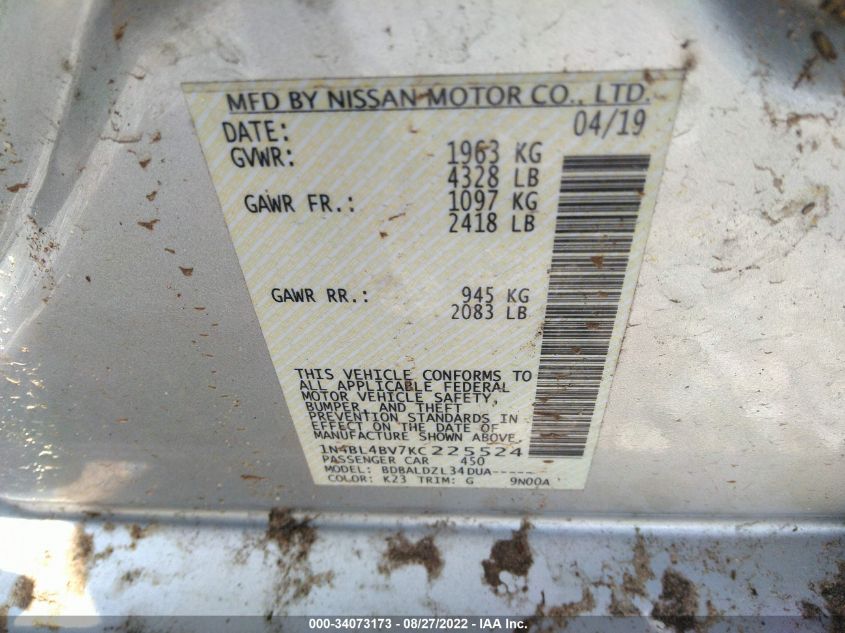 MFD BY NISSAN MOTOR CO., LTD.
DATE: 04/19
GVWR: 1963 KG
4328 LB
GAWR FR.: 1097 KG
2418 LB
GAWR RR.: 945 KG
2083 LB
THIS VEHICLE CONFORMS TO
ALL APPLICABLE FEDERAL
MOTOR VEHICLE SAFETY,
BUMPER, AND THEFT
PREVENTION STANDARDS IN
EFFECT ON THE DATE OF
MANUFACTURE SHOWN ABOVE.
1N4BL4BV7KC225524
PASSENGER CAR 450
MODEL: BDBALDZL34DUA-----
COLOR: K23 TRIM: G 9N00A
000-34073173 - 08/27/2022 - IAA Inc.